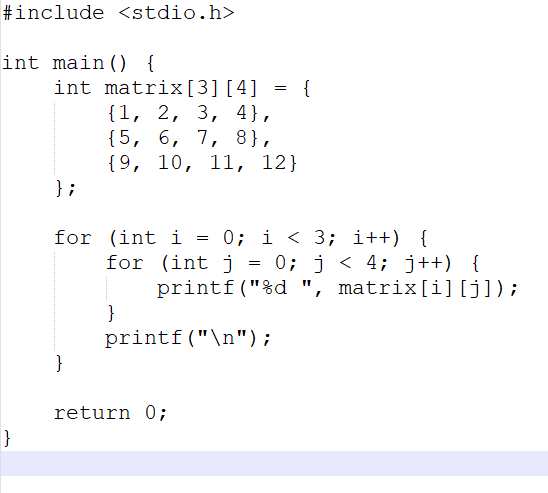 #include <stdio.h>

int main() {
    int matrix[3][4] = {
        {1, 2, 3, 4},
        {5, 6, 7, 8},
        {9, 10, 11, 12}
    };

    for (int i = 0; i < 3; i++) {
        for (int j = 0; j < 4; j++) {
            printf("%d ", matrix[i][j]);
        }
        printf("\n");
    }

    return 0;
}